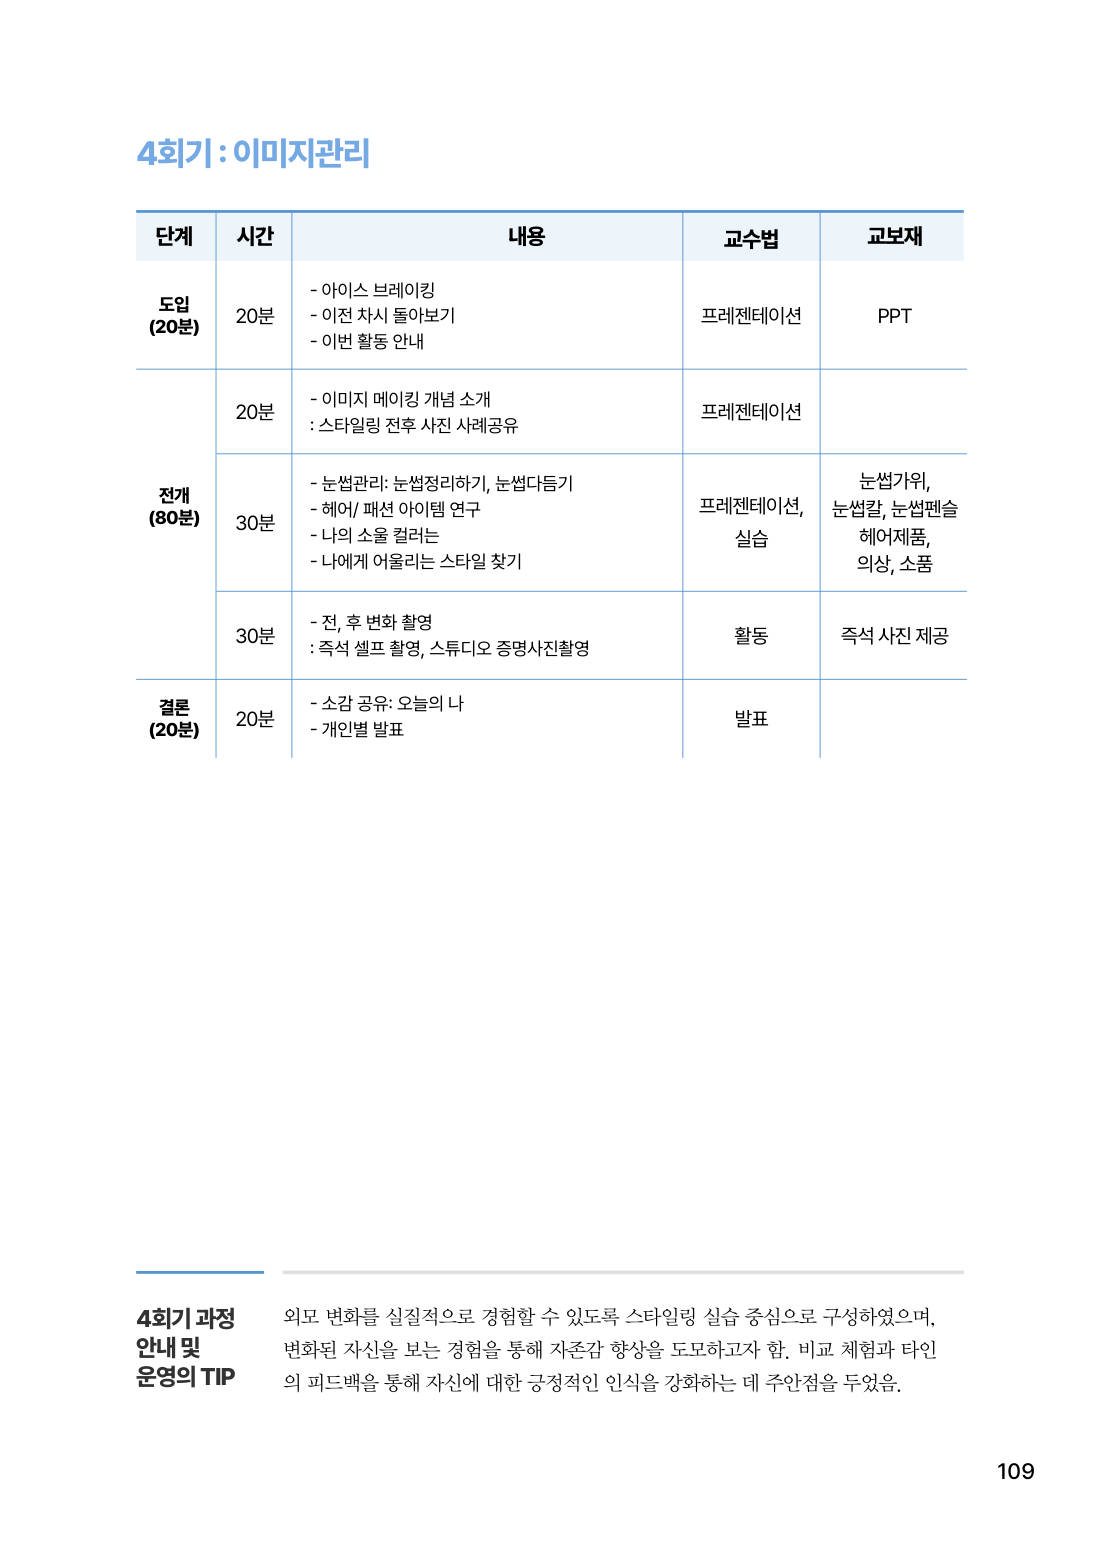 4회기 : 이미지관리
단계 시간 내용 교수법 교보재
도입
(20분)
20분
- 아이스 브레이킹
- 이전 차시 돌아보기
- 이번 활동 안내
프레젠테이션
PPT
전개
(80분)
20분
- 이미지 메이킹 개념 소개
: 스타일링 전후 사진 사례공유
프레젠테이션
30분
- 눈썹관리: 눈썹정리하기, 눈썹다듬기
- 헤어/ 패션 아이템 연구
- 나의 소울 컬러는
- 나에게 어울리는 스타일 찾기
프레젠테이션,
실습
눈썹가위,
눈썹칼, 눈썹펜슬
헤어제품,
의상, 소품
30분
- 전, 후 변화 촬영
: 즉석 셀프 촬영, 스튜디오 증명사진촬영
활동
즉석 사진 제공
결론
(20분)
20분
- 소감 공유: 오늘의 나
- 개인별 발표
발표
4회기 과정
안내 및
운영의 TIP
외모 변화를 실질적으로 경험할 수 있도록 스타일링 실습 중심으로 구성하였으며,
변화된 자신을 보는 경험을 통해 자존감 향상을 도모하고자 함. 비교 체험과 타인
의 피드백을 통해 자신에 대한 긍정적인 인식을 강화하는 데 주안점을 두었음.
109